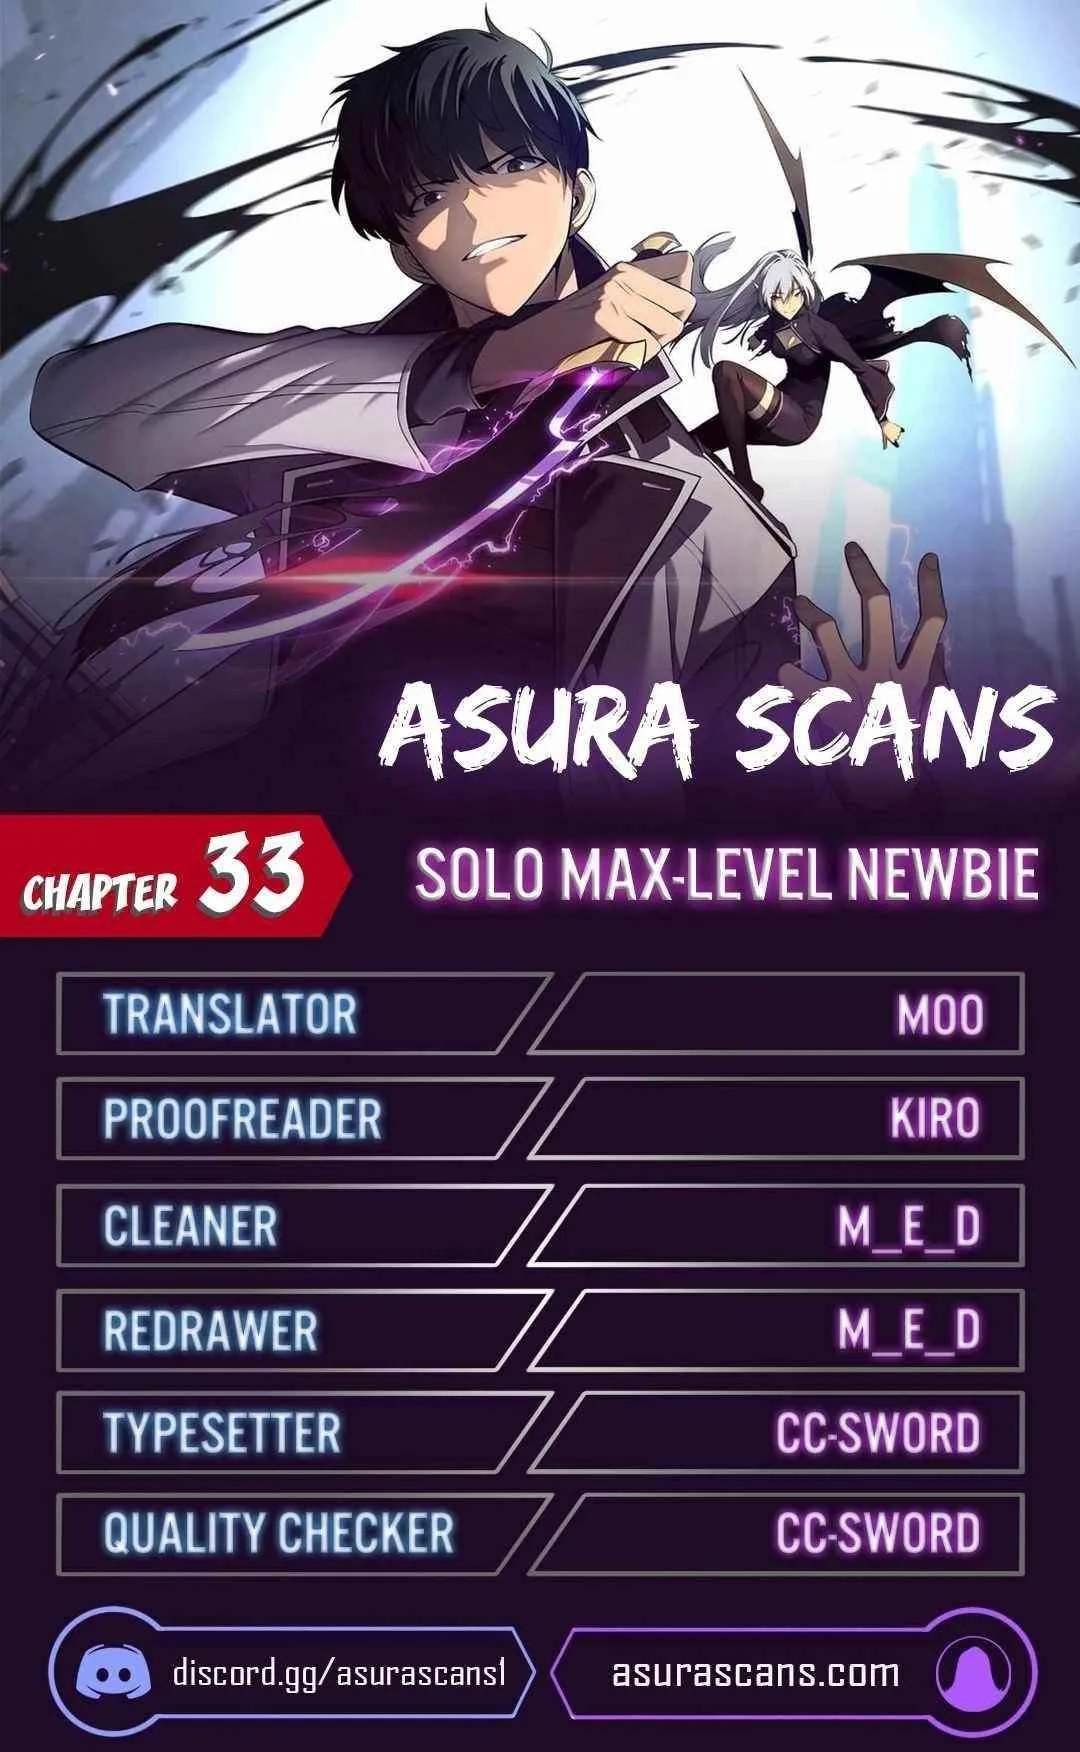 ASURA SCANS
CHAPTER 33
SOLO MAX-LEVEL NEWBIE
TRANSLATOR MOO
PROOFREADER KIRO
CLEANER M_E_D
REDRAWER M_E_D
TYPESETTER CC-SWORD
QUALITY CHECKER CC-SWORD
discord.gg/asurascans1 asurascans.com